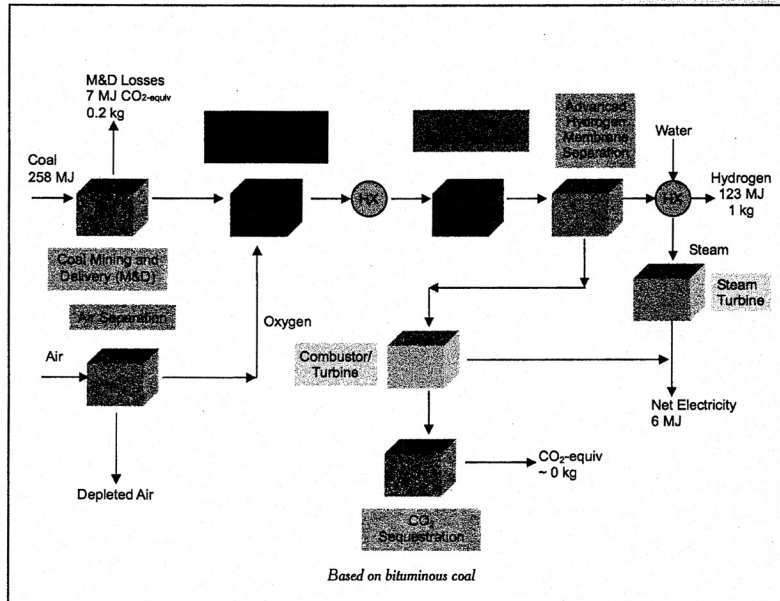 M&D Losses
7 MJ CO2-equiv
0.2 kg
Coal
258 MJ
Advanced
Hydrogen
Membrane
Separation
Water
HX
HX
Hydrogen
123 MJ
1 kg
Coal Mining and
Delivery (M&D)
Steam
Steam
Turbine
Air Separation
Oxygen
Air
Combustor/
Turbine
Net Electricity
6 MJ
CO2-equiv
~ 0 kg
Depleted Air
CO2
Sequestration
Based on bituminous coal